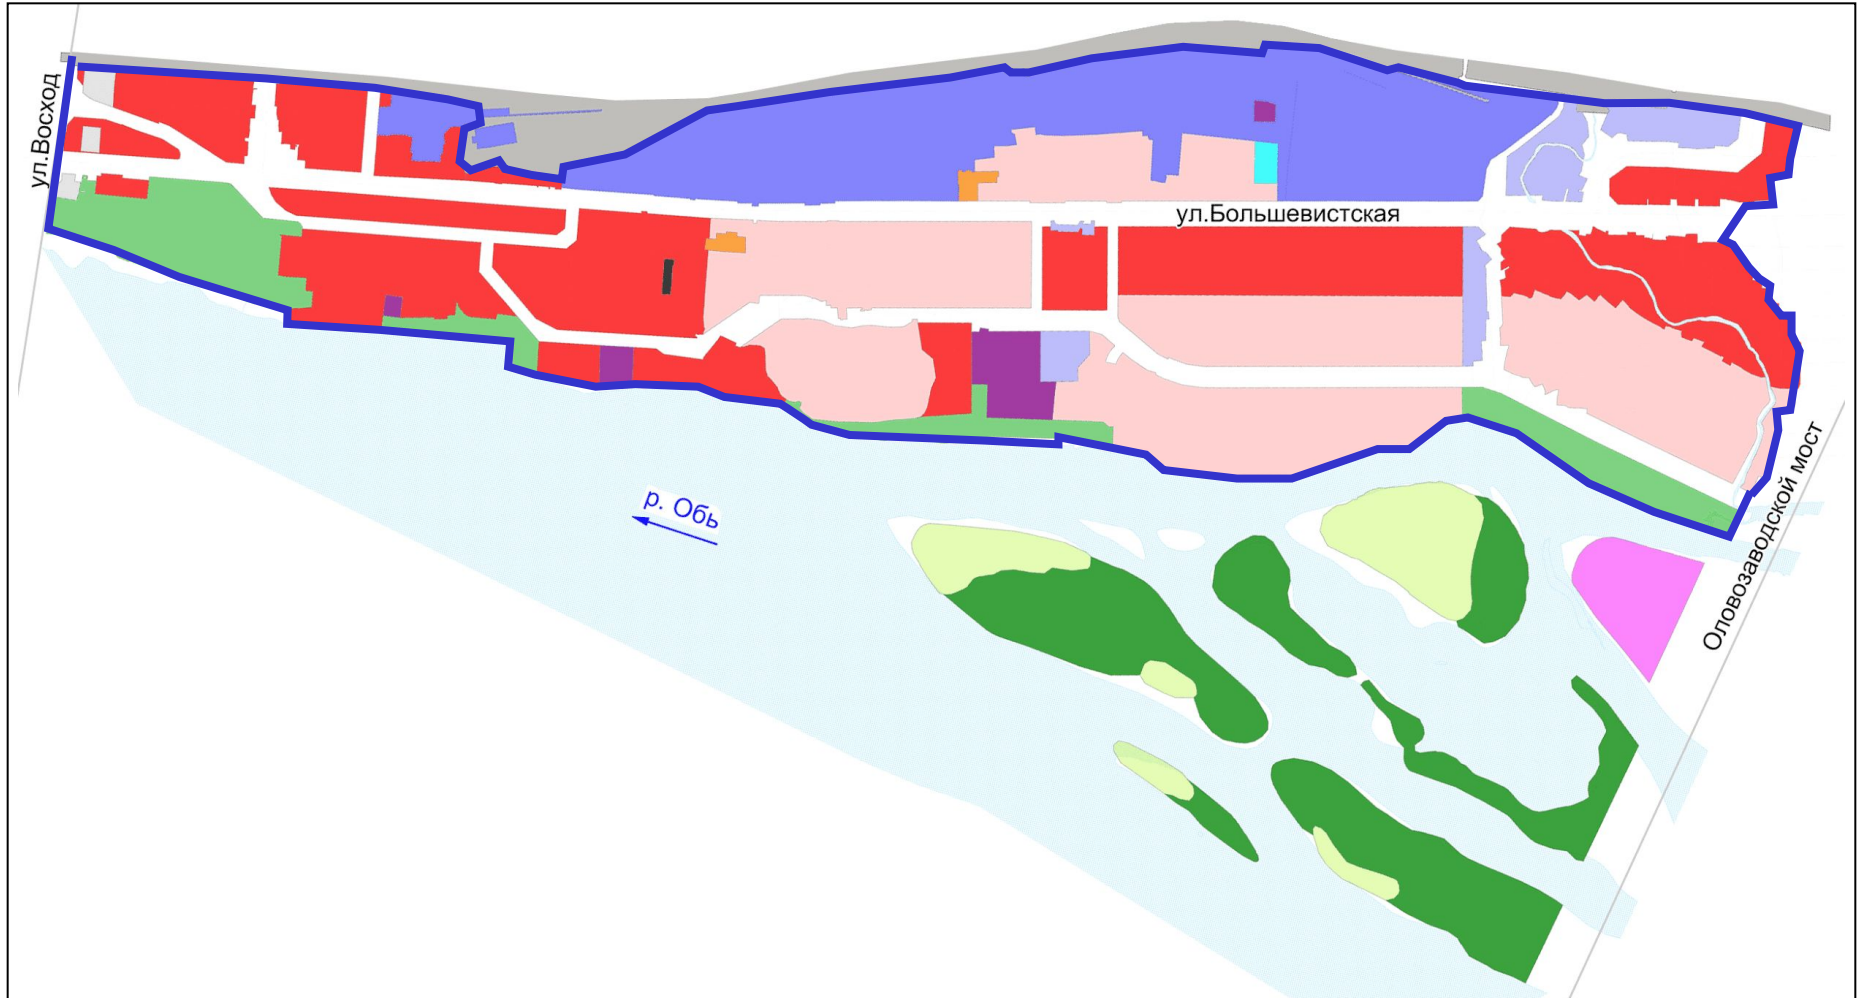 ул.Восход
ул.Большевистская
р. Обь
Оловозаводской мост